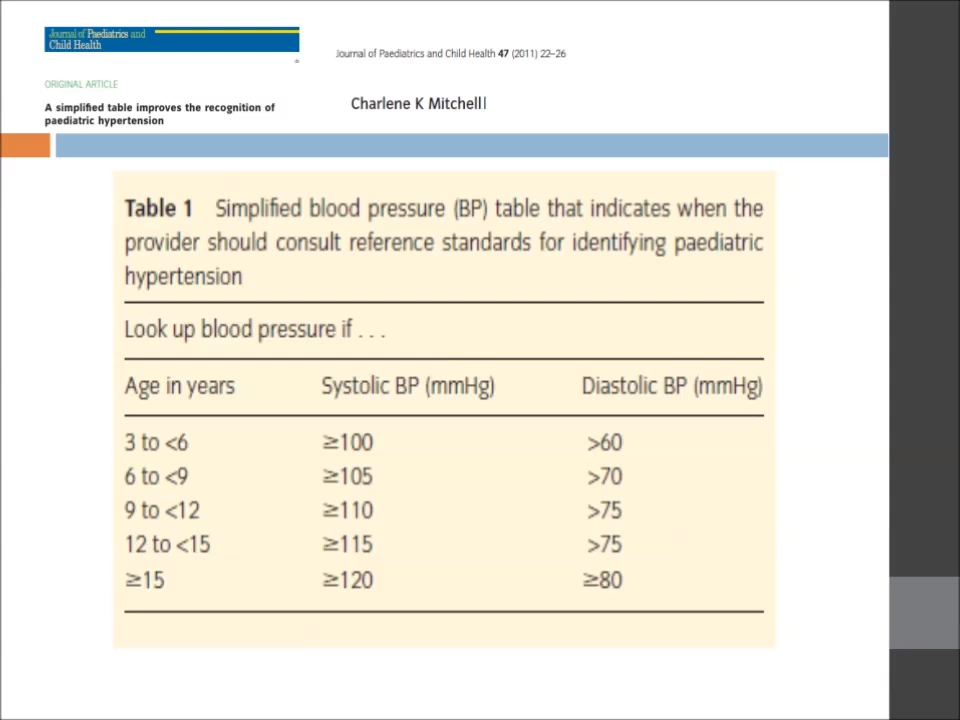 Journal of Paediatrics and
Child Health
Journal of Paediatrics and Child Health 47 (2011) 22–26
ORIGINAL ARTICLE
A simplified table improves the recognition of
paediatric hypertension
Charlene K Mitchell
Table 1 Simplified blood pressure (BP) table that indicates when the
provider should consult reference standards for identifying paediatric
hypertension
Look up blood pressure if . . .
Age in years Systolic BP (mmHg) Diastolic BP (mmHg)
3 to <6 ≥100 >60
6 to <9 ≥105 >70
9 to <12 ≥110 >75
12 to <15 ≥115 >75
≥15 ≥120 ≥80